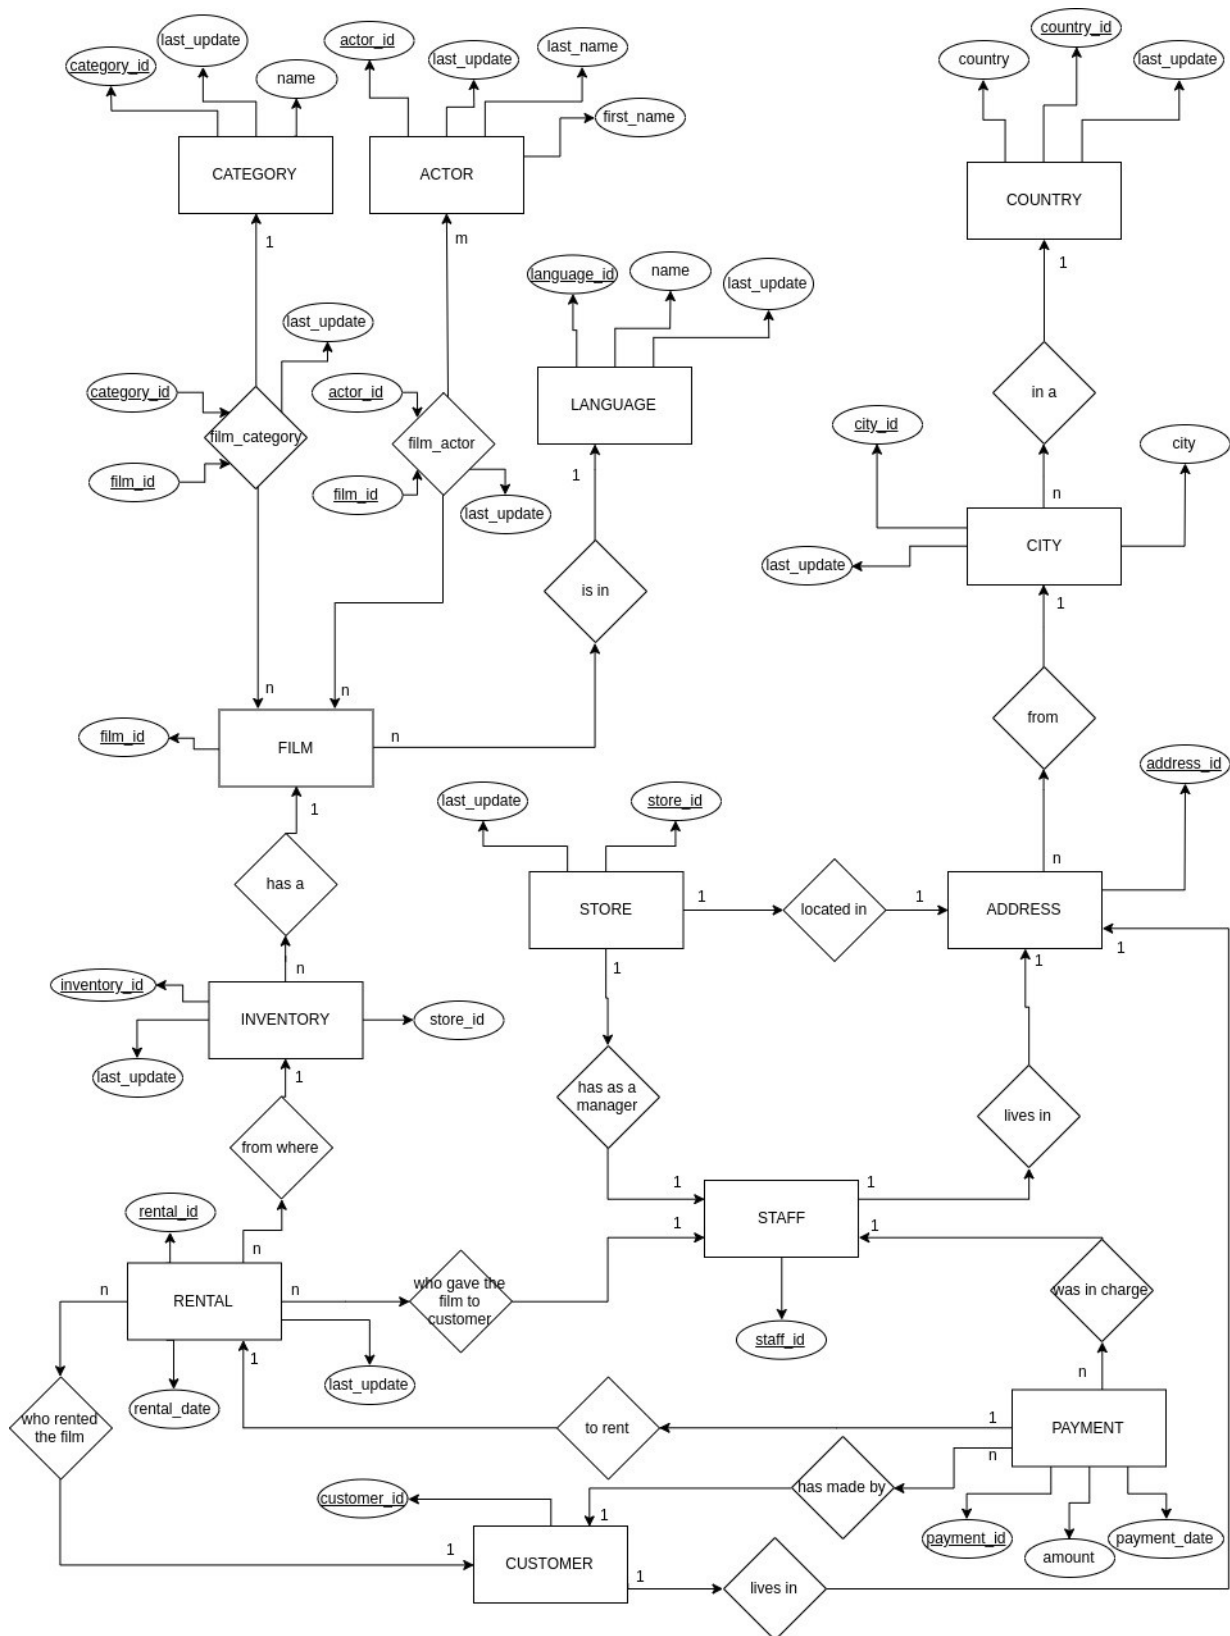 last_update
actor_id
last_name
country_id
category_id
last_update
country
last_update
name
first_name
CATEGORY
ACTOR
COUNTRY
1
m
1
language_id
name
last_update
last_update
category_id
actor_id
LANGUAGE
in a
film_category
film_actor
city_id
city
film_id
film_id
last_update
1
n
CITY
last_update
is in
1
n
n
from
film_id
FILM
n
address_id
last_update
store_id
1
n
has a
STORE
1
located in
1
ADDRESS
1
1
1
n
inventory_id
INVENTORY
store_id
last_update
1
has as a
manager
lives in
from where
1
1
STAFF
rental_id
1
1
n
n
RENTAL
n
who gave the
film to
customer
was in charge
staff_id
1
last_update
rental_date
n
who rented
the film
to rent
1
PAYMENT
n
has made by
customer_id
1
payment_id
payment_date
amount
1
CUSTOMER
1
lives in